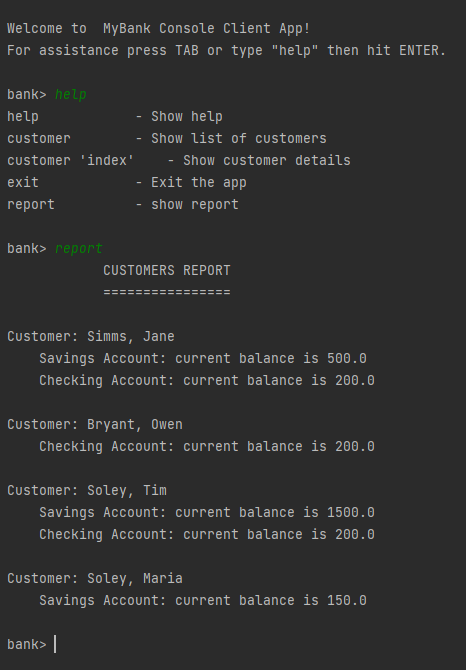 Welcome to  MyBank Console Client App!
For assistance press TAB or type "help" then hit ENTER.
bank> help
help            - Show help
customer        - Show list of customers
customer 'index'    - Show customer details
exit            - Exit the app
report          - show report
bank> report
            CUSTOMERS REPORT
            ================
Customer: Simms, Jane
    Savings Account: current balance is 500.0
    Checking Account: current balance is 200.0
Customer: Bryant, Owen
    Checking Account: current balance is 200.0
Customer: Soley, Tim
    Savings Account: current balance is 1500.0
    Checking Account: current balance is 200.0
Customer: Soley, Maria
    Savings Account: current balance is 150.0
bank>